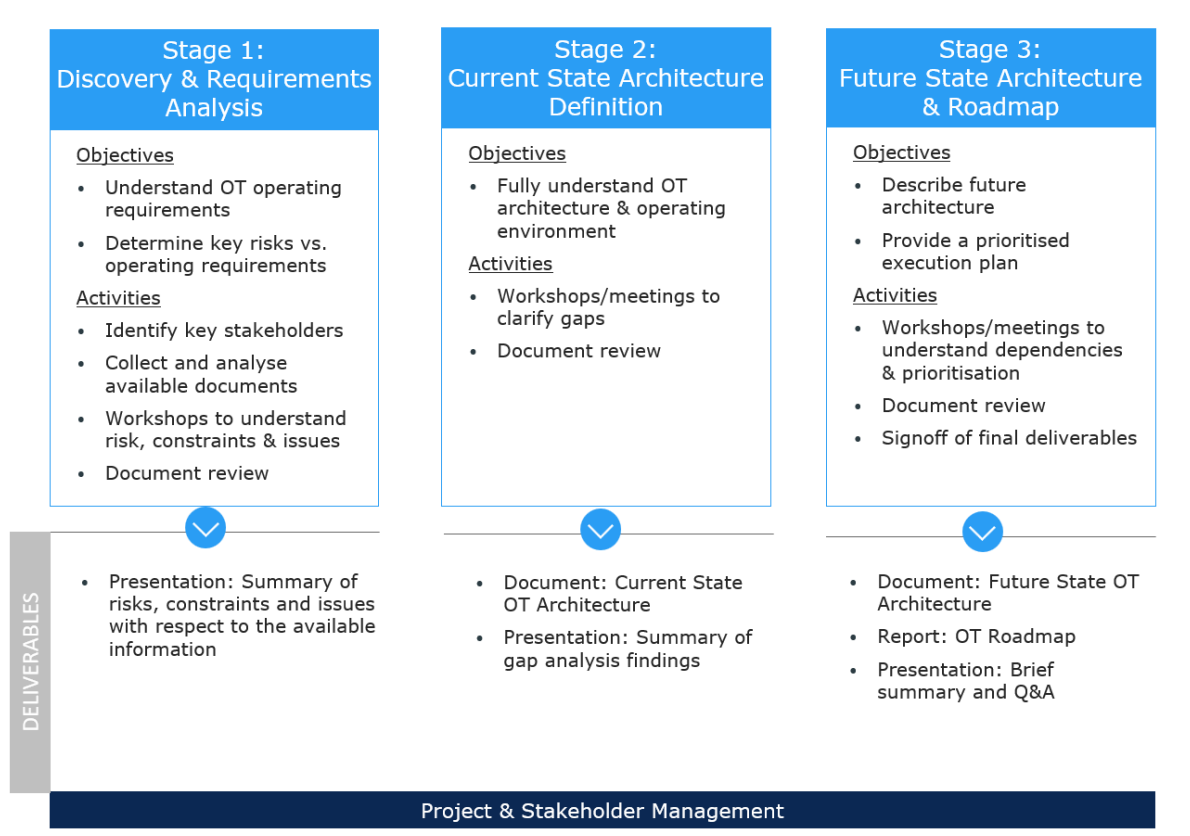 Stage 1:
Discovery & Requirements
Analysis
Objectives
• Understand OT operating
requirements
• Determine key risks vs.
operating requirements
Activities
• Identify key stakeholders
• Collect and analyse
available documents
• Workshops to understand
risk, constraints & issues
• Document review
Stage 2:
Current State Architecture
Definition
Objectives
• Fully understand OT
architecture & operating
environment
Activities
• Workshops/meetings to
clarify gaps
• Document review
Stage 3:
Future State Architecture
& Roadmap
Objectives
• Describe future
architecture
• Provide a prioritised
execution plan
Activities
• Workshops/meetings to
understand dependencies
& prioritisation
• Document review
• Signoff of final deliverables
DELIVERABLES
• Presentation: Summary of
risks, constraints and issues
with respect to the available
information
• Document: Current State
OT Architecture
• Presentation: Summary of
gap analysis findings
• Document: Future State OT
Architecture
• Report: OT Roadmap
• Presentation: Brief
summary and Q&A
Project & Stakeholder Management